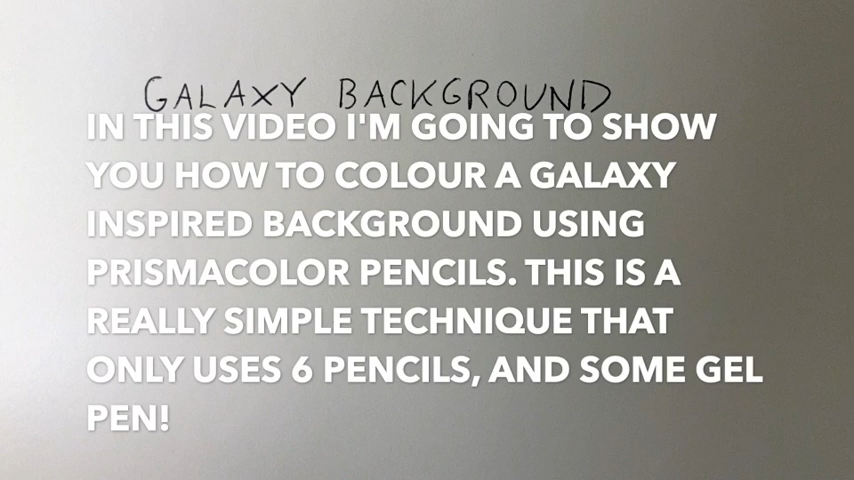 GALAXY BACKGROUND
IN THIS VIDEO I'M GOING TO SHOW
YOU HOW TO COLOUR A GALAXY
INSPIRED BACKGROUND USING
PRISMACOLOR PENCILS. THIS IS A
REALLY SIMPLE TECHNIQUE THAT
ONLY USES 6 PENCILS, AND SOME GEL
PEN!